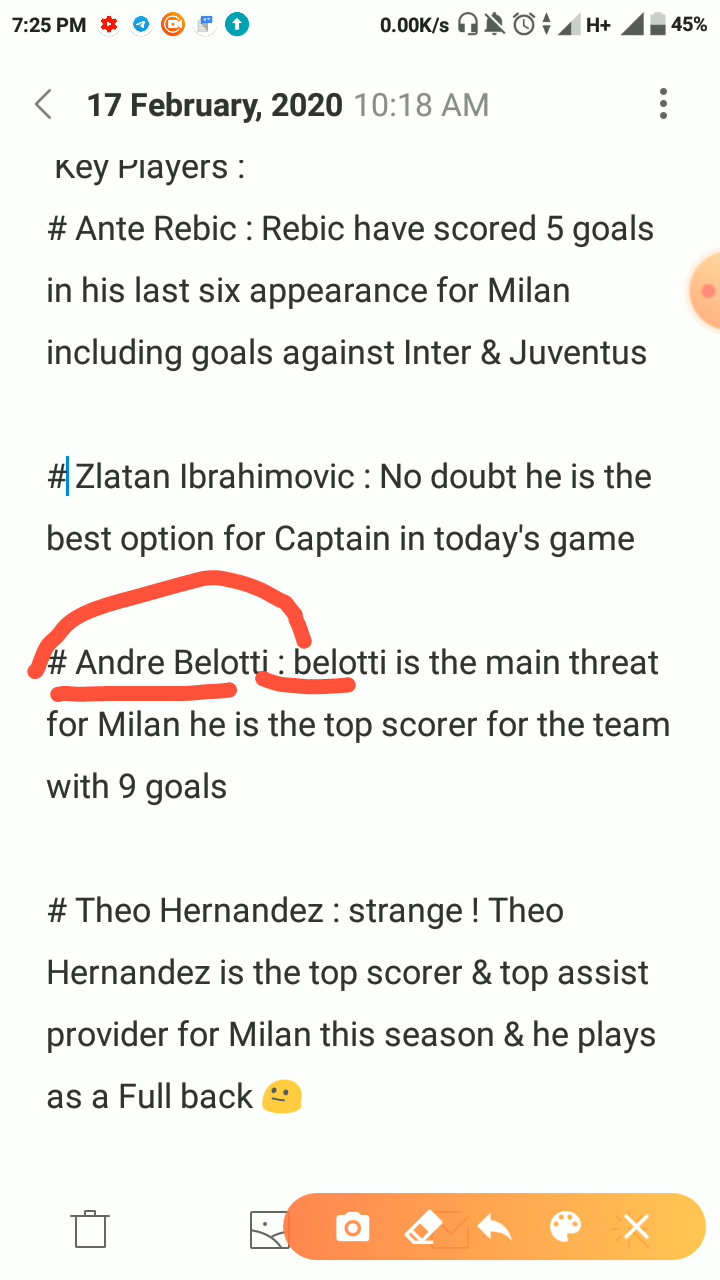 7:25 PM 0.00K/s H+ 45%
17 February, 2020 10:18 AM
Key Players :
# Ante Rebic : Rebic have scored 5 goals
in his last six appearance for Milan
including goals against Inter & Juventus
# Zlatan Ibrahimovic : No doubt he is the
best option for Captain in today's game
# Andre Belotti : belotti is the main threat
for Milan he is the top scorer for the team
with 9 goals
# Theo Hernandez : strange ! Theo
Hernandez is the top scorer & top assist
provider for Milan this season & he plays
as a Full back 😐